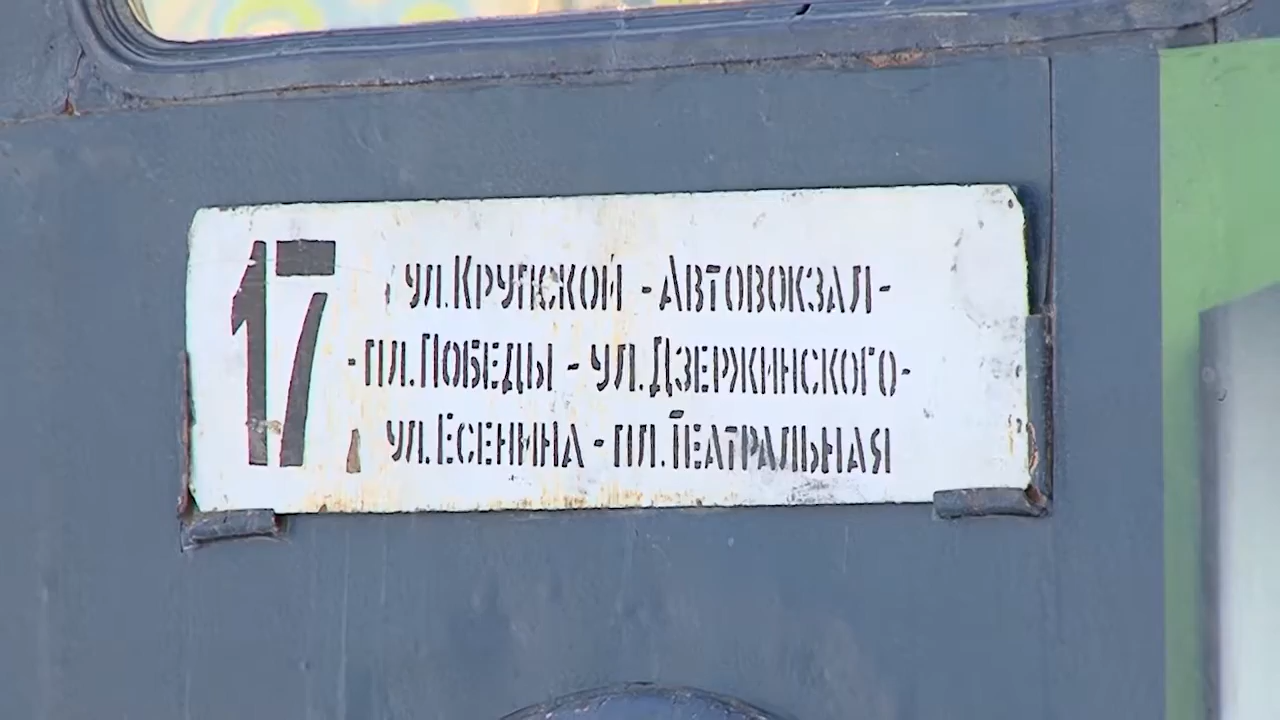 17
ул. Крупской - Автовокзал -
- пл. Победы - ул. Дзержинского -
ул. Есенина - пл. Театральная